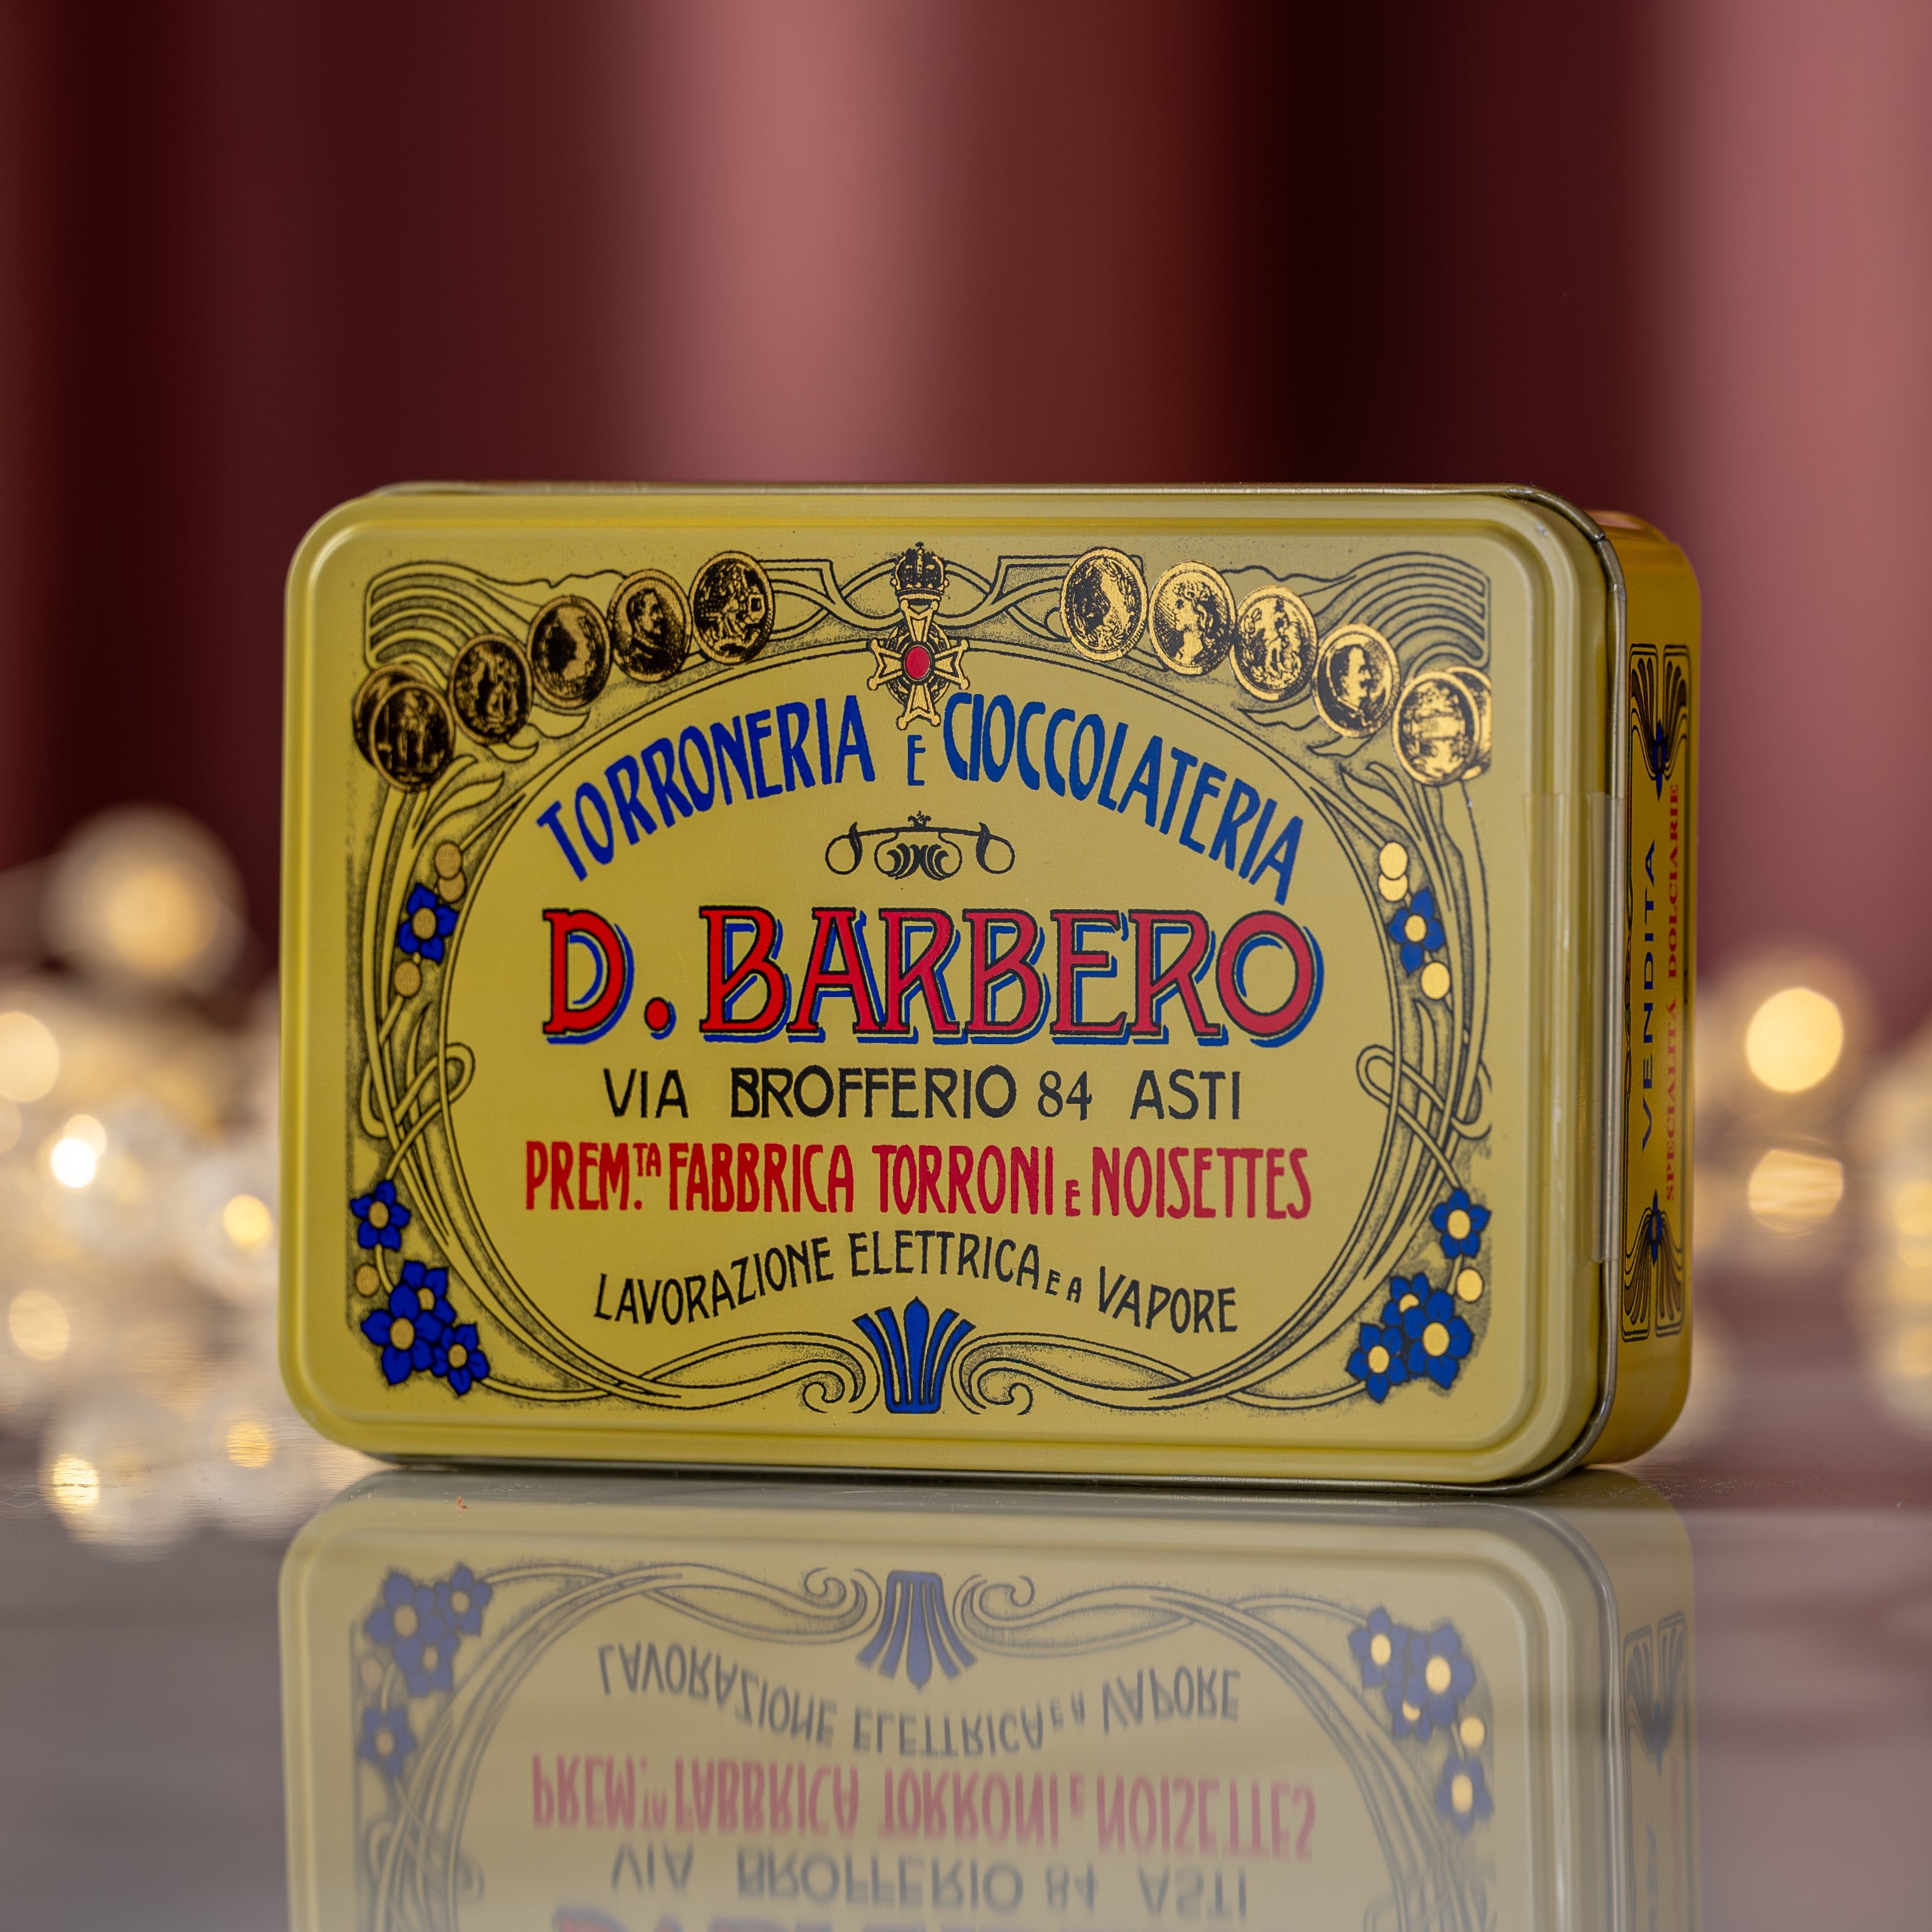 TORRONERIA E CIOCCOLATERIA
D. BARBERO
VIA BROFFERIO 84 ASTI
PREM.TA FABBRICA TORRONI E NOISETTES
LAVORAZIONE ELETTRICA E A VAPORE
VENDITA
SPECIALITÀ DOLCIARIE